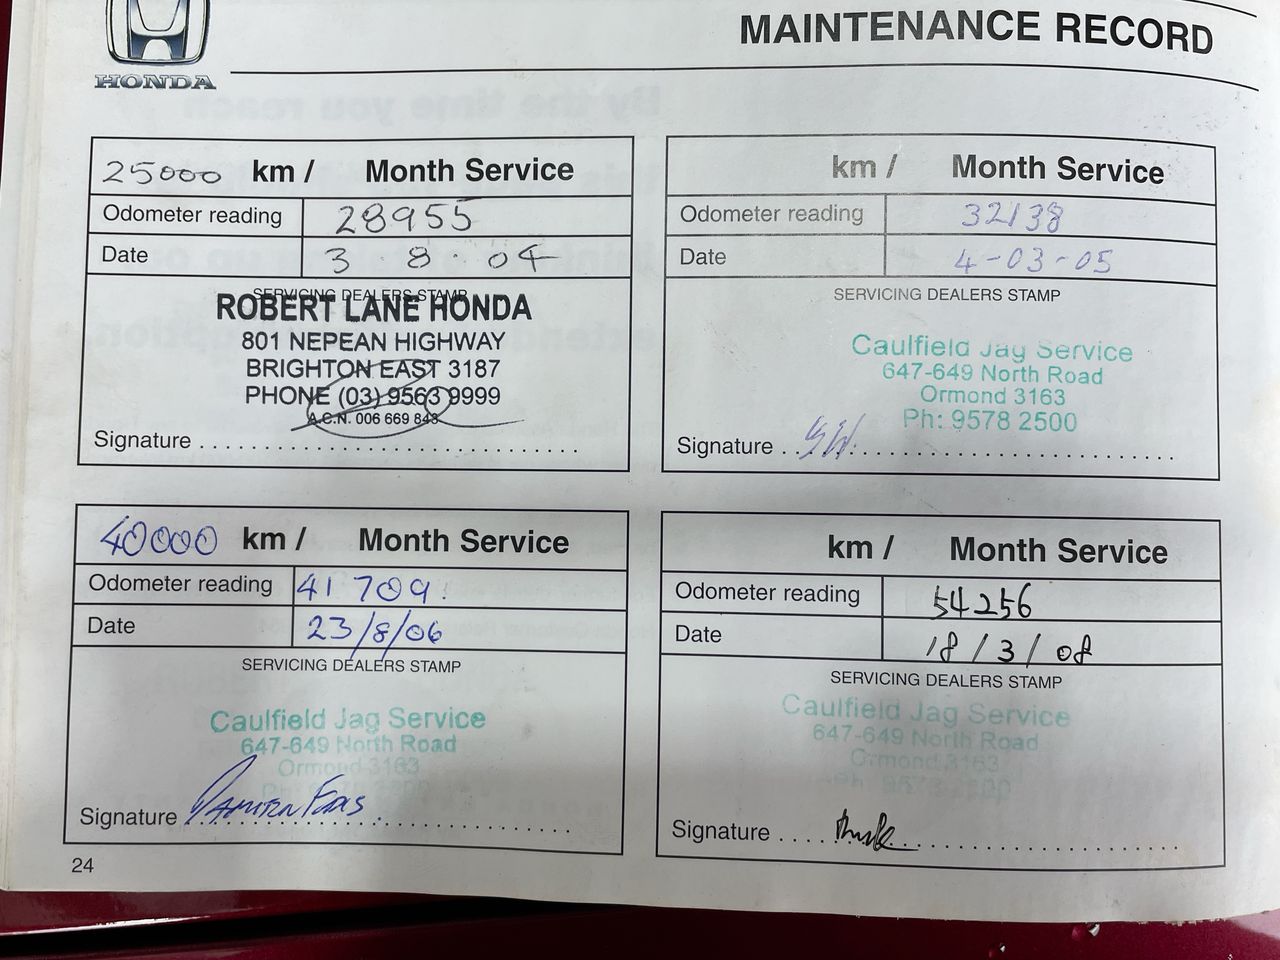 HONDA
MAINTENANCE RECORD
25000 km / Month Service
Odometer reading 28955
Date 3 · 8 · 04
SERVICING DEALERS STAMP
ROBERT LANE HONDA
801 NEPEAN HIGHWAY
BRIGHTON EAST 3187
PHONE (03) 9563 9999
A.C.N. 006 669 843
Signature
km / Month Service
Odometer reading 32138
Date 4-03-05
SERVICING DEALERS STAMP
Caulfield Jag Service
647-649 North Road
Ormond 3163
Ph: 9578 2500
Signature
40000 km / Month Service
Odometer reading 41 709
Date 23/8/06
SERVICING DEALERS STAMP
Caulfield Jag Service
647-649 North Road
Ormond 3163
Signature
km / Month Service
Odometer reading 54256
Date 18/3/08
SERVICING DEALERS STAMP
Caulfield Jag Service
647-649 North Road
Ormond 3163
Signature
24